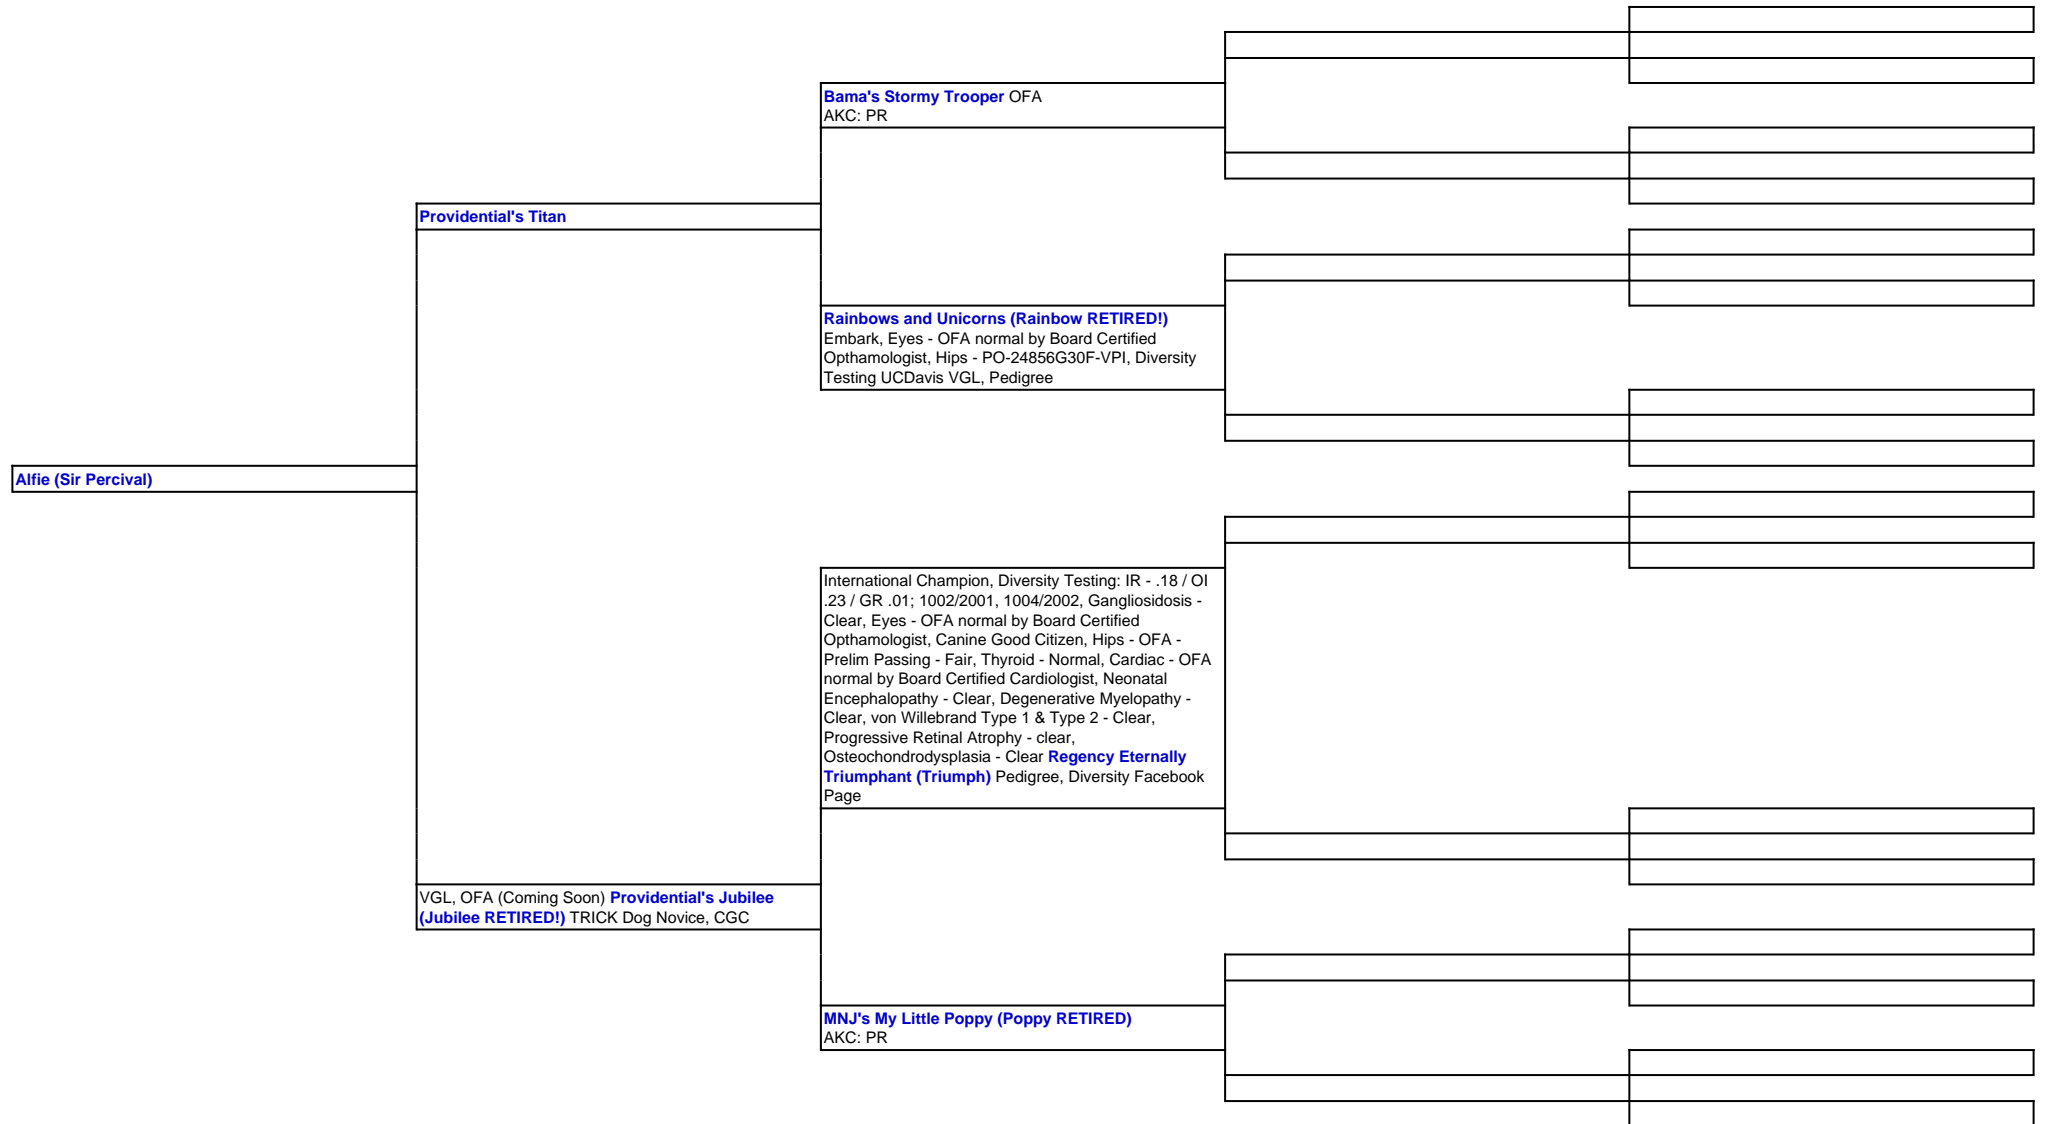 Bama's Stormy Trooper OFA
AKC: PR
Providential's Titan
Rainbows and Unicorns (Rainbow RETIRED!)
Embark, Eyes - OFA normal by Board Certified
Opthamologist, Hips - PO-24856G30F-VPI, Diversity
Testing UCDavis VGL, Pedigree
Alfie (Sir Percival)
International Champion, Diversity Testing: IR - .18 / OI
.23 / GR .01; 1002/2001, 1004/2002, Gangliosidosis -
Clear, Eyes - OFA normal by Board Certified
Opthamologist, Canine Good Citizen, Hips - OFA -
Prelim Passing - Fair, Thyroid - Normal, Cardiac - OFA
normal by Board Certified Cardiologist, Neonatal
Encephalopathy - Clear, Degenerative Myelopathy -
Clear, von Willebrand Type 1 & Type 2 - Clear,
Progressive Retinal Atrophy - clear,
Osteochondrodysplasia - Clear Regency Eternally
Triumphant (Triumph) Pedigree, Diversity Facebook
Page
VGL, OFA (Coming Soon) Providential's Jubilee
(Jubilee RETIRED!) TRICK Dog Novice, CGC
MNJ's My Little Poppy (Poppy RETIRED)
AKC: PR